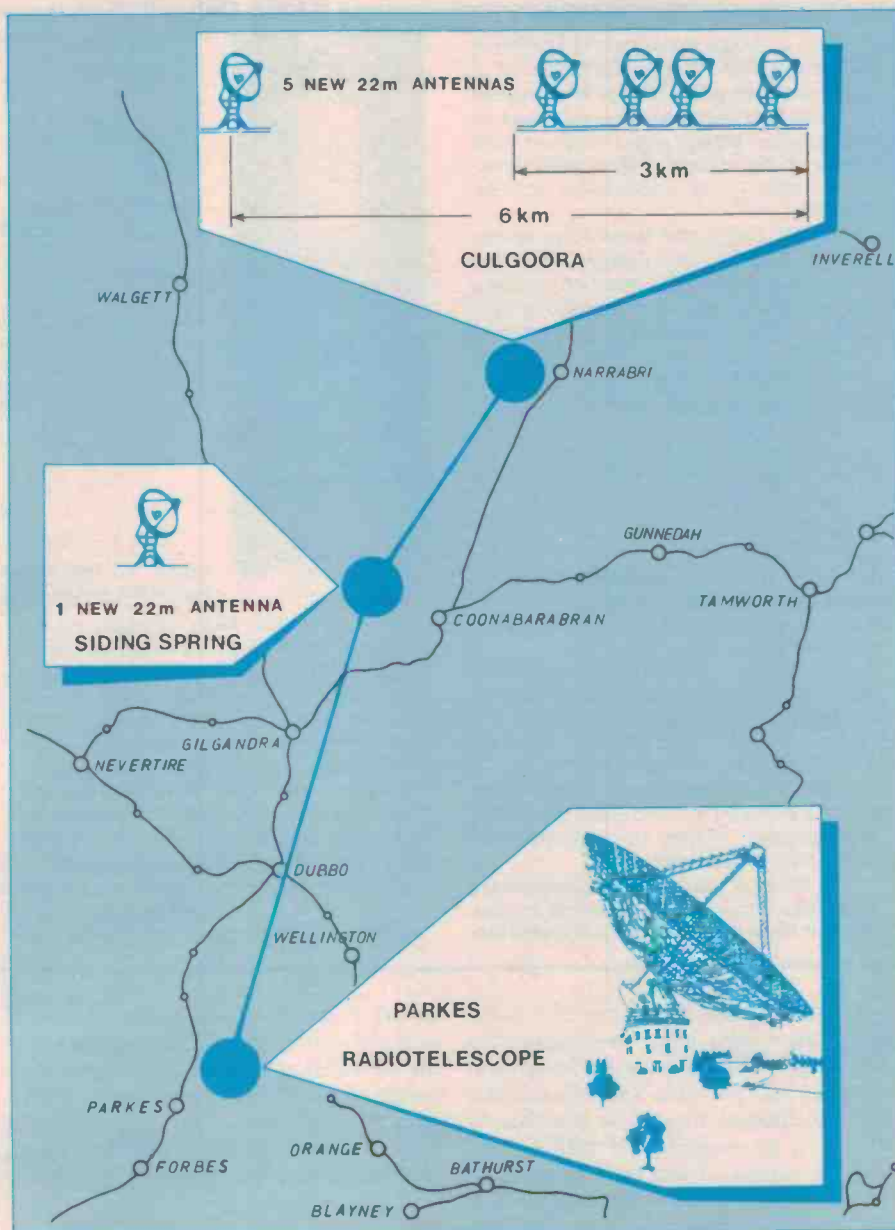 5 NEW 22m ANTENNAS
3km
6km
CULGOORA
INVERELL
WALGETT
NARRABRI
GUNNEDAH
1 NEW 22m ANTENNA
SIDING SPRING
COONABARABRAN
TAMWORTH
GILGANDRA
NEVERTIRE
DUBBO
WELLINGTON
PARKES
RADIOTELESCOPE
PARKES
ORANGE
FORBES
BATHURST
BLAYNEY